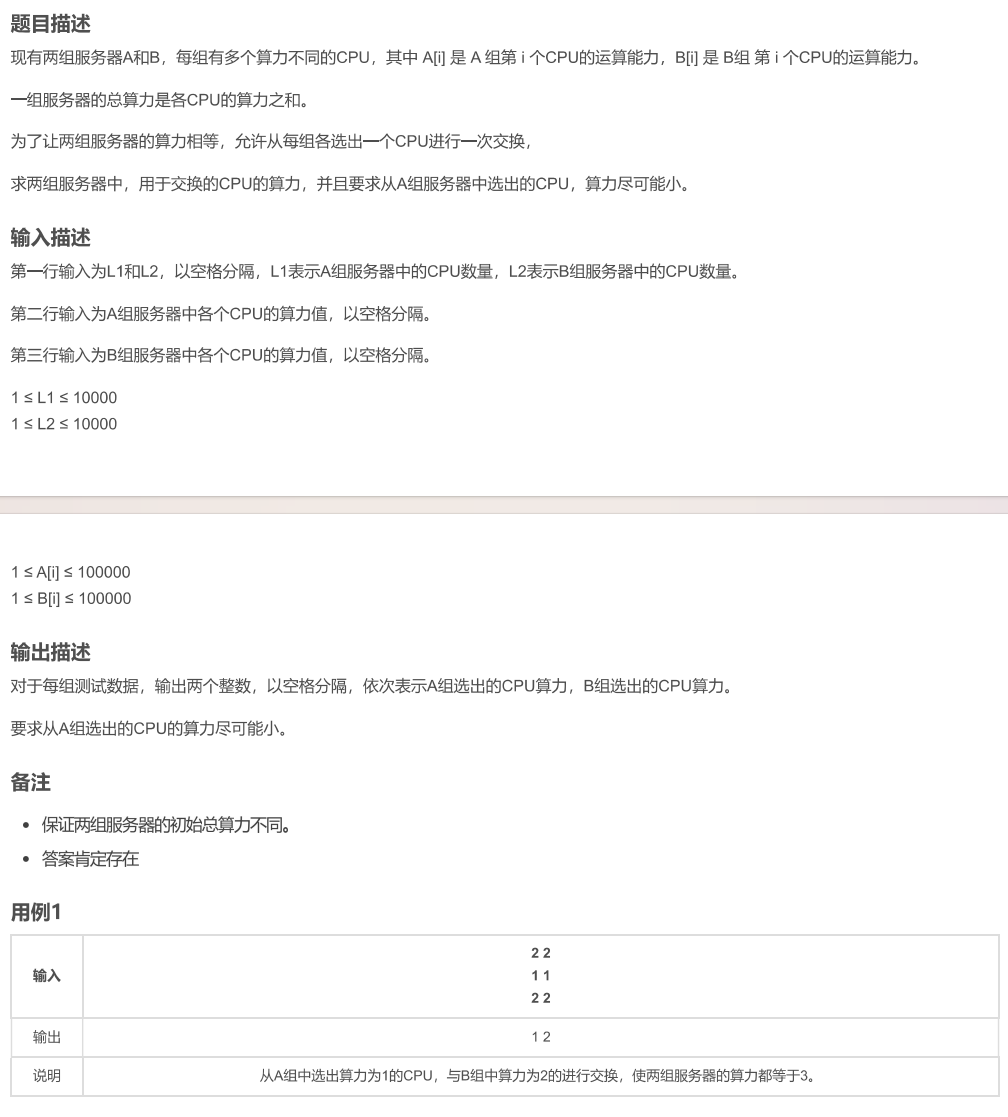 题目描述
现有两组服务器A和B，每组有多个算力不同的CPU，其中 A[i] 是 A 组第 i 个CPU的运算能力，B[i] 是 B组 第 i 个CPU的运算能力。
一组服务器的总算力是各CPU的算力之和。
为了让两组服务器的算力相等，允许从每组各选出一个CPU进行一次交换，
求两组服务器中，用于交换的CPU的算力，并且要求从A组服务器中选出的CPU，算力尽可能小。
输入描述
第一行输入为L1和L2，以空格分隔，L1表示A组服务器中的CPU数量，L2表示B组服务器中的CPU数量。
第二行输入为A组服务器中各个CPU的算力值，以空格分隔。
第三行输入为B组服务器中各个CPU的算力值，以空格分隔。
1 ≤ L1 ≤ 10000
1 ≤ L2 ≤ 10000
1 ≤ A[i] ≤ 100000
1 ≤ B[i] ≤ 100000
输出描述
对于每组测试数据，输出两个整数，以空格分隔，依次表示A组选出的CPU算力，B组选出的CPU算力。
要求从A组选出的CPU的算力尽可能小。
备注
• 保证两组服务器的初始总算力不同。
• 答案肯定存在
用例1
2 2
输入 1 1
2 2
输出 1 2
说明 从A组中选出算力为1的CPU，与B组中算力为2的进行交换，使两组服务器的算力都等于3。